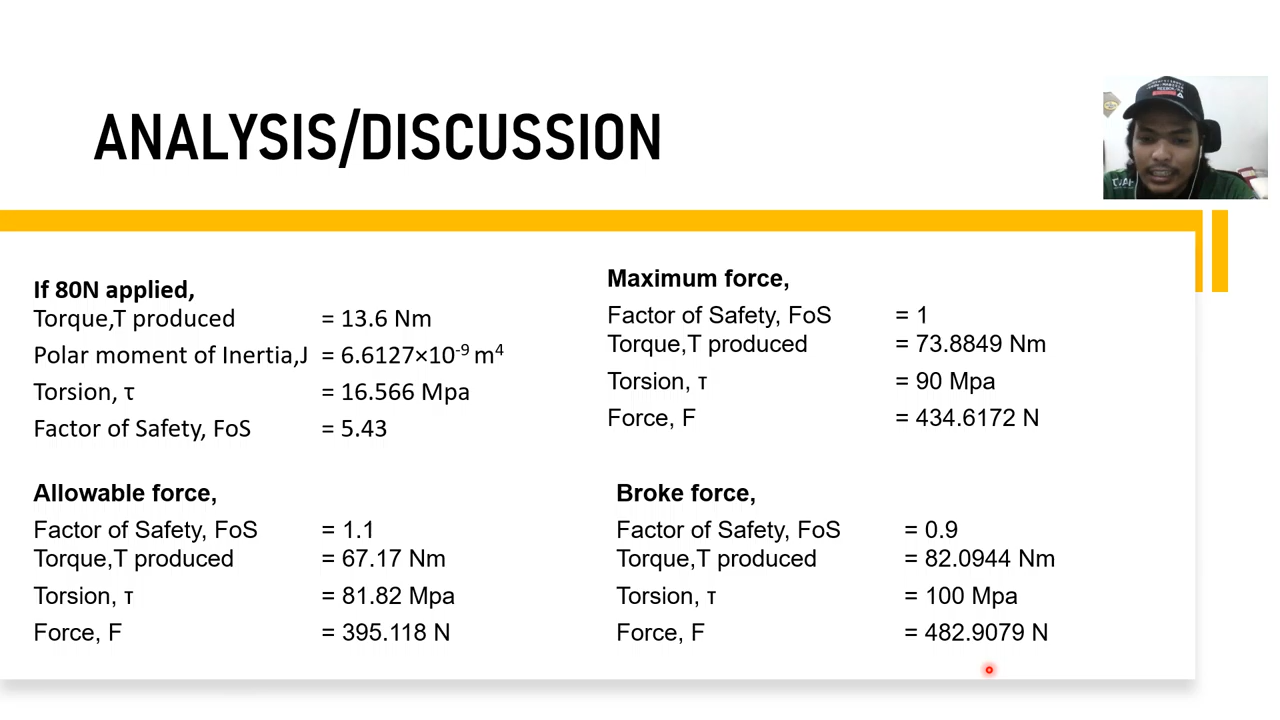 ANALYSIS/DISCUSSION
If 80N applied,
Torque,T produced = 13.6 Nm
Polar moment of Inertia,J = 6.6127×10⁻⁹ m⁴
Torsion, τ = 16.566 Mpa
Factor of Safety, FoS = 5.43
Maximum force,
Factor of Safety, FoS = 1
Torque,T produced = 73.8849 Nm
Torsion, τ = 90 Mpa
Force, F = 434.6172 N
Allowable force,
Factor of Safety, FoS = 1.1
Torque,T produced = 67.17 Nm
Torsion, τ = 81.82 Mpa
Force, F = 395.118 N
Broke force,
Factor of Safety, FoS = 0.9
Torque,T produced = 82.0944 Nm
Torsion, τ = 100 Mpa
Force, F = 482.9079 N